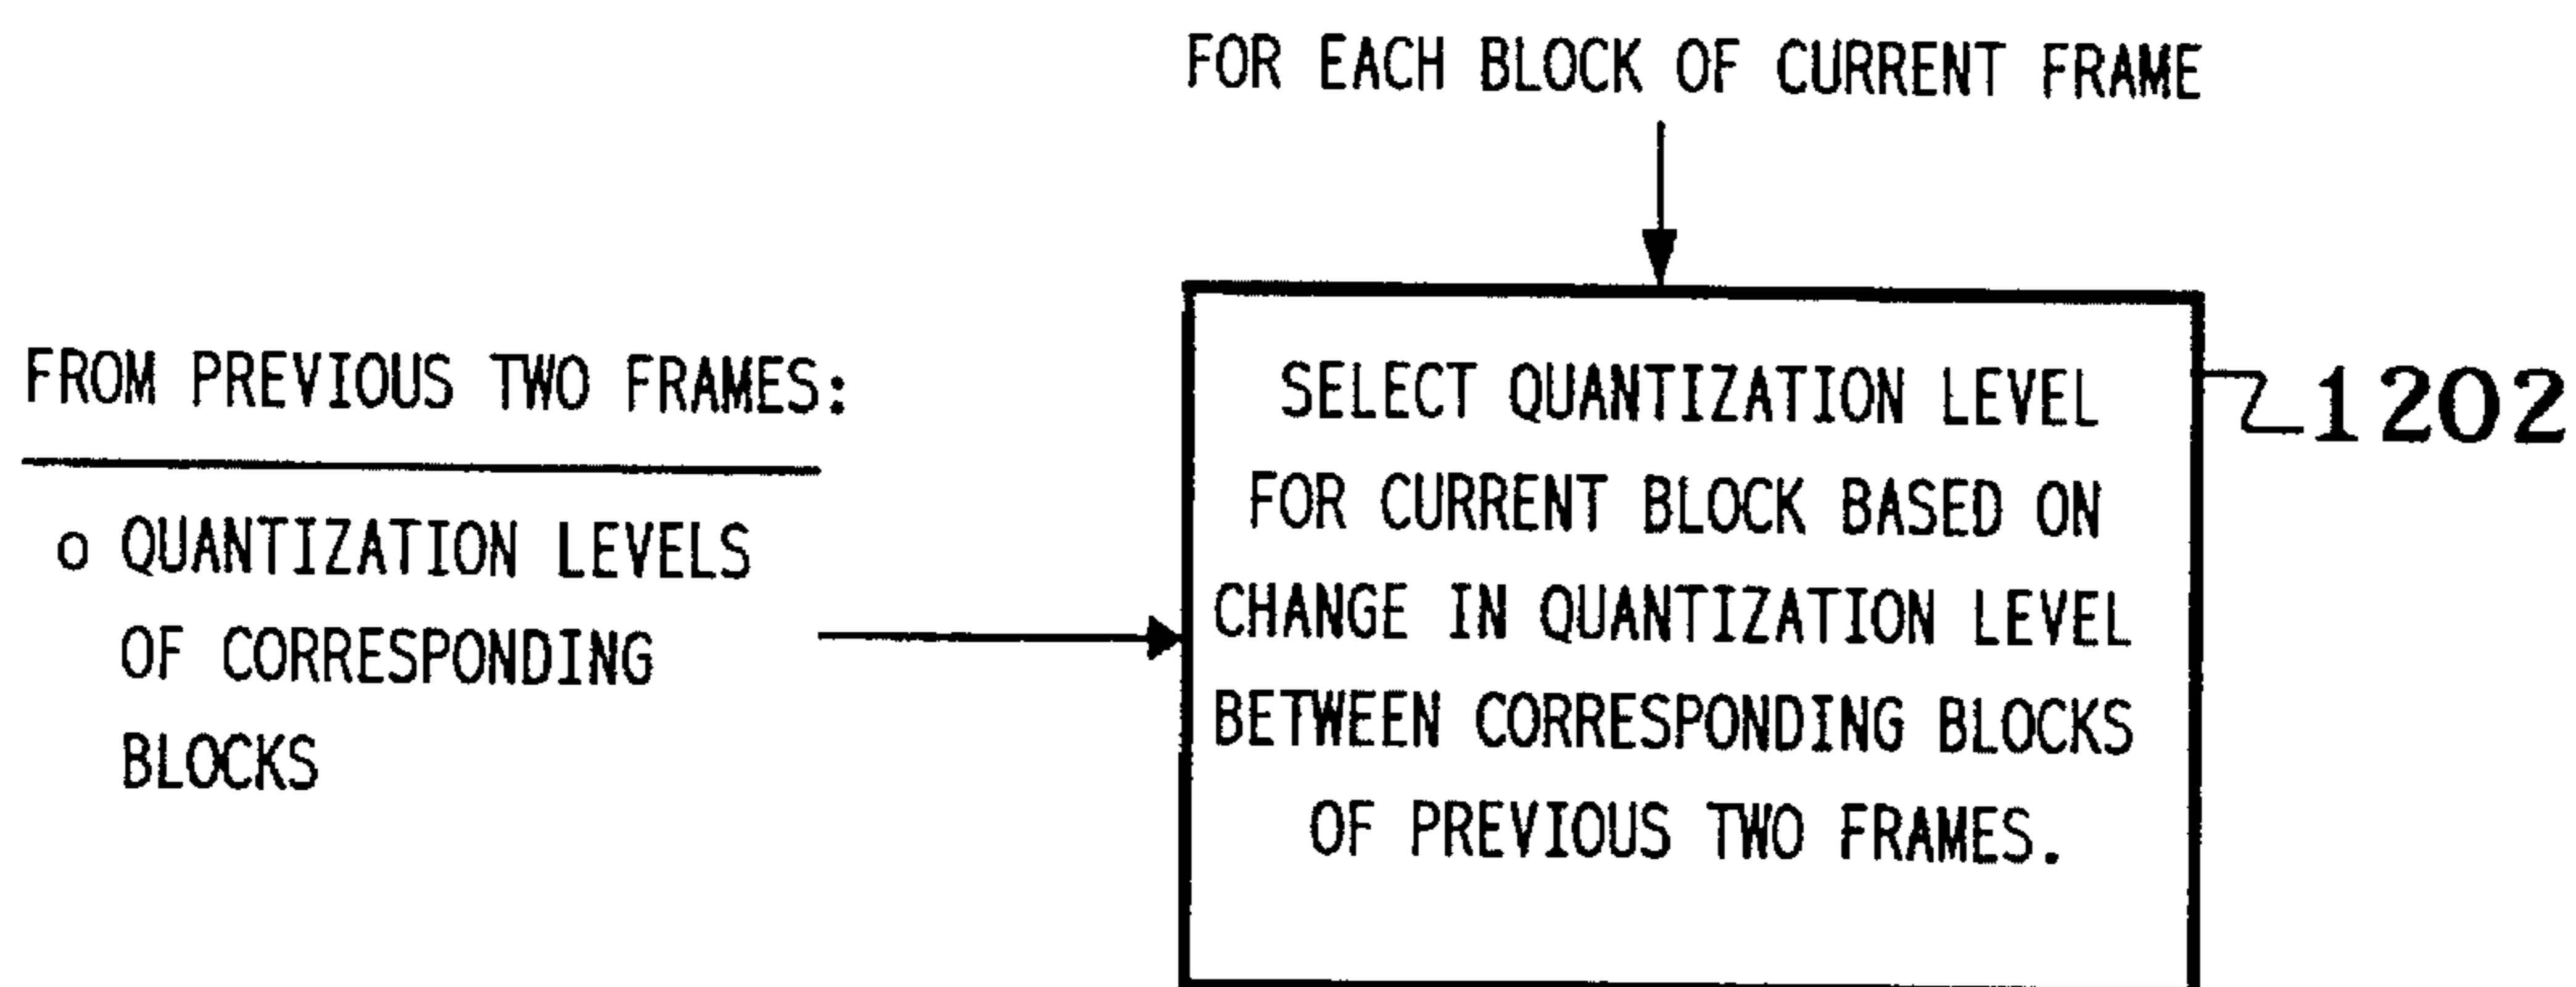 FOR EACH BLOCK OF CURRENT FRAME
FROM PREVIOUS TWO FRAMES:
o QUANTIZATION LEVELS
OF CORRESPONDING
BLOCKS
SELECT QUANTIZATION LEVEL
FOR CURRENT BLOCK BASED ON
CHANGE IN QUANTIZATION LEVEL
BETWEEN CORRESPONDING BLOCKS
OF PREVIOUS TWO FRAMES.
1202